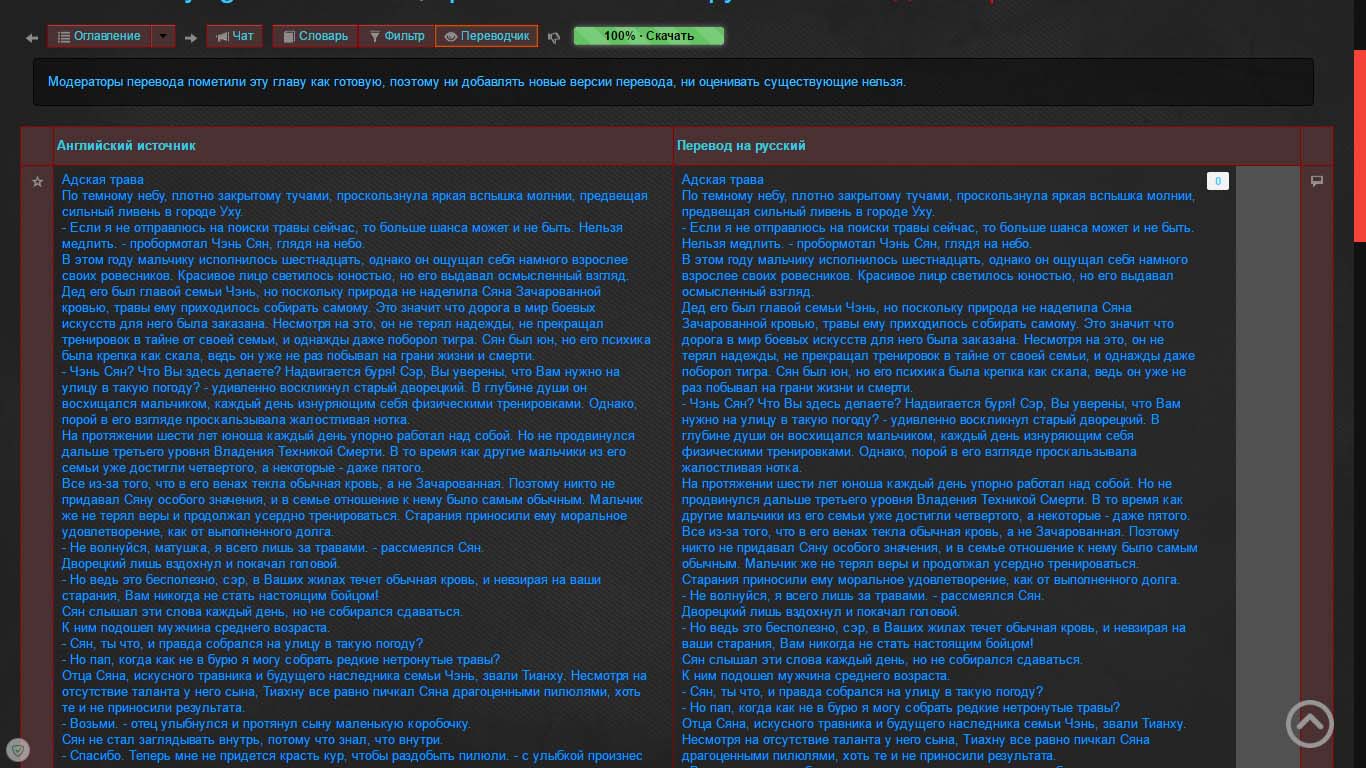 Оглавление
Чат
Словарь
Фильтр
Переводчик
100% · Скачать
Модераторы перевода пометили эту главу как готовую, поэтому ни добавлять новые версии перевода, ни оценивать существующие нельзя.
Английский источник
Перевод на русский
Адская трава
По темному небу, плотно закрытому тучами, проскользнула яркая вспышка молнии, предвещая
сильный ливень в городе Уху.
- Если я не отправлюсь на поиски травы сейчас, то больше шанса может и не быть. Нельзя
медлить. - пробормотал Чэнь Сян, глядя на небо.
В этом году мальчику исполнилось шестнадцать, однако он ощущал себя намного взрослее
своих ровесников. Красивое лицо светилось юностью, но его выдавал осмысленный взгляд.
Дед его был главой семьи Чэнь, но поскольку природа не наделила Сяна Зачарованной
кровью, травы ему приходилось собирать самому. Это значит что дорога в мир боевых
искусств для него была заказана. Несмотря на это, он не терял надежды, не прекращал
тренировок в тайне от своей семьи, и однажды даже поборол тигра. Сян был юн, но его психика
была крепка как скала, ведь он уже не раз побывал на грани жизни и смерти.
- Чэнь Сян? Что Вы здесь делаете? Надвигается буря! Сэр, Вы уверены, что Вам нужно на
улицу в такую погоду? - удивленно воскликнул старый дворецкий. В глубине души он
восхищался мальчиком, каждый день изнуряющим себя физическими тренировками. Однако,
порой в его взгляде проскальзывала жалостливая нотка.
На протяжении шести лет юноша каждый день упорно работал над собой. Но не продвинулся
дальше третьего уровня Владения Техникой Смерти. В то время как другие мальчики из его
семьи уже достигли четвертого, а некоторые - даже пятого.
Все из-за того, что в его венах текла обычная кровь, а не Зачарованная. Поэтому никто не
придавал Сяну особого значения, и в семье отношение к нему было самым обычным. Мальчик
же не терял веры и продолжал усердно тренироваться. Старания приносили ему моральное
удовлетворение, как от выполненного долга.
- Не волнуйся, матушка, я всего лишь за травами. - рассмеялся Сян.
Дворецкий лишь вздохнул и покачал головой.
- Но ведь это бесполезно, сэр, в Ваших жилах течет обычная кровь, и невзирая на ваши
старания, Вам никогда не стать настоящим бойцом!
Сян слышал эти слова каждый день, но не собирался сдаваться.
К ним подошел мужчина среднего возраста.
- Сян, ты что, и правда собрался на улицу в такую погоду?
- Но пап, когда как не в бурю я могу собрать редкие нетронутые травы?
Отца Сяна, искусного травника и будущего наследника семьи Чэнь, звали Тианху. Несмотря на
отсутствие таланта у него сына, Тиахну все равно пичкал Сяна драгоценными пилюлями, хоть
те и не приносили результата.
- Возьми. - отец улыбнулся и протянул сыну маленькую коробочку.
Сян не стал заглядывать внутрь, потому что знал, что внутри.
- Спасибо. Теперь мне не придется красть кур, чтобы раздобыть пилюли. - с улыбкой произнес
Адская трава
0
По темному небу, плотно закрытому тучами, проскользнула яркая вспышка молнии,
предвещая сильный ливень в городе Уху.
- Если я не отправлюсь на поиски травы сейчас, то больше шанса может и не быть.
Нельзя медлить. - пробормотал Чэнь Сян, глядя на небо.
В этом году мальчику исполнилось шестнадцать, однако он ощущал себя намного
взрослее своих ровесников. Красивое лицо светилось юностью, но его выдавал
осмысленный взгляд.
Дед его был главой семьи Чэнь, но поскольку природа не наделила Сяна
Зачарованной кровью, травы ему приходилось собирать самому. Это значит что
дорога в мир боевых искусств для него была заказана. Несмотря на это, он не
терял надежды, не прекращал тренировок в тайне от своей семьи, и однажды даже
поборол тигра. Сян был юн, но его психика была крепка как скала, ведь он уже не
раз побывал на грани жизни и смерти.
- Чэнь Сян? Что Вы здесь делаете? Надвигается буря! Сэр, Вы уверены, что Вам
нужно на улицу в такую погоду? - удивленно воскликнул старый дворецкий. В
глубине души он восхищался мальчиком, каждый день изнуряющим себя
физическими тренировками. Однако, порой в его взгляде проскальзывала
жалостливая нотка.
На протяжении шести лет юноша каждый день упорно работал над собой. Но не
продвинулся дальше третьего уровня Владения Техникой Смерти. В то время как
другие мальчики из его семьи уже достигли четвертого, а некоторые - даже пятого.
Все из-за того, что в его венах текла обычная кровь, а не Зачарованная. Поэтому
никто не придавал Сяну особого значения, и в семье отношение к нему было самым
обычным. Мальчик же не терял веры и продолжал усердно тренироваться.
Старания приносили ему моральное удовлетворение, как от выполненного долга.
- Не волнуйся, я всего лишь за травами. - рассмеялся Сян.
Дворецкий лишь вздохнул и покачал головой.
- Но ведь это бесполезно, сэр, в Ваших жилах течет обычная кровь, и невзирая на
ваши старания, Вам никогда не стать настоящим бойцом!
Сян слышал эти слова каждый день, но не собирался сдаваться.
К ним подошел мужчина среднего возраста.
- Сян, ты что, и правда собрался на улицу в такую погоду?
- Но пап, когда как не в бурю я могу собрать редкие нетронутые травы?
Отца Сяна, искусного травника и будущего наследника семьи Чэнь, звали Тианху.
Несмотря на отсутствие таланта у него сына, Тиахну все равно пичкал Сяна
драгоценными пилюлями, хоть те и не приносили результата.